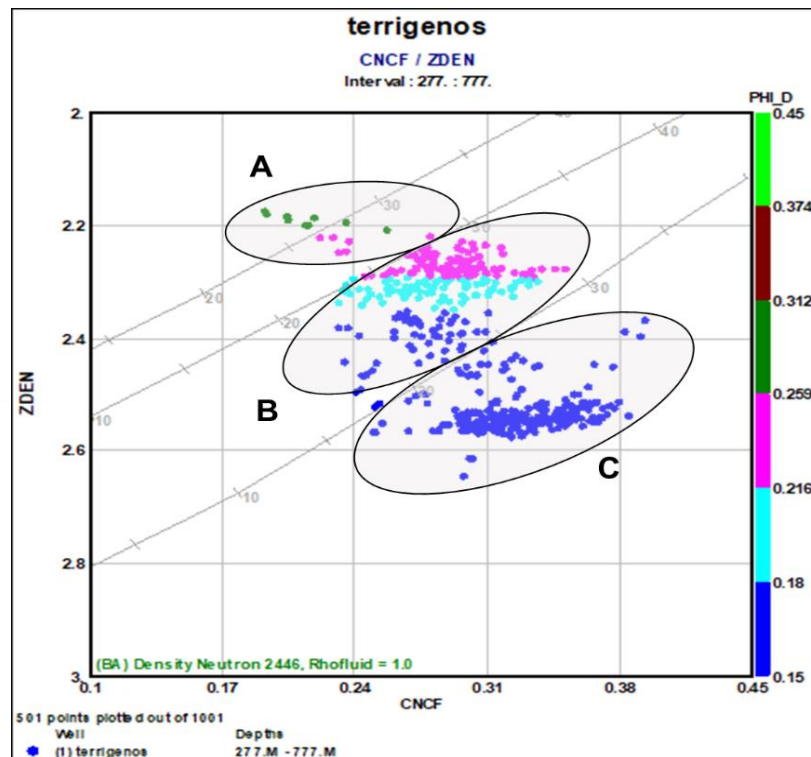 terrigenos
CNCF / ZDEN
Interval : 277. : 777.
PHI_D
2.
40
40
0.45
A
30
0.374
2.2
30
30
20
20
0.312
2.4
ZDEN
10
20
0.259
B
2.6
C
10
0.216
2.8
0.18
(BA) Density Neutron 2446, Rhofluid = 1.0
3.
0.15
0.1
0.17
0.24
0.31
0.38
0.45
CNCF
501 points plotted out of 1001
Well Depths
(1) terrigenos 277.M - 777.M